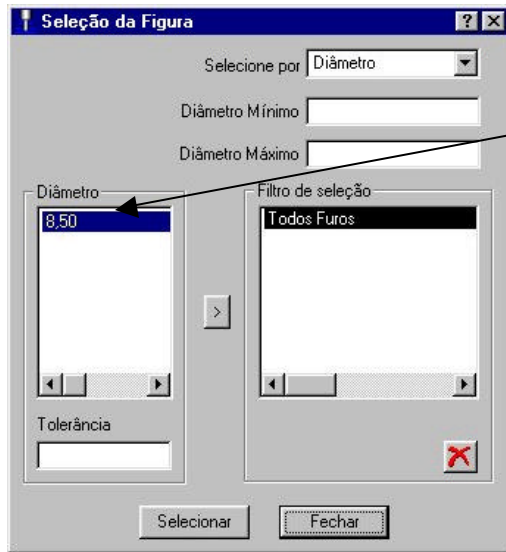 Seleção da Figura
Selecione por Diâmetro
Diâmetro Mínimo
Diâmetro Máximo
Diâmetro
8,50
Tolerância
>
Filtro de seleção
Todos Furos
Selecionar
Fechar